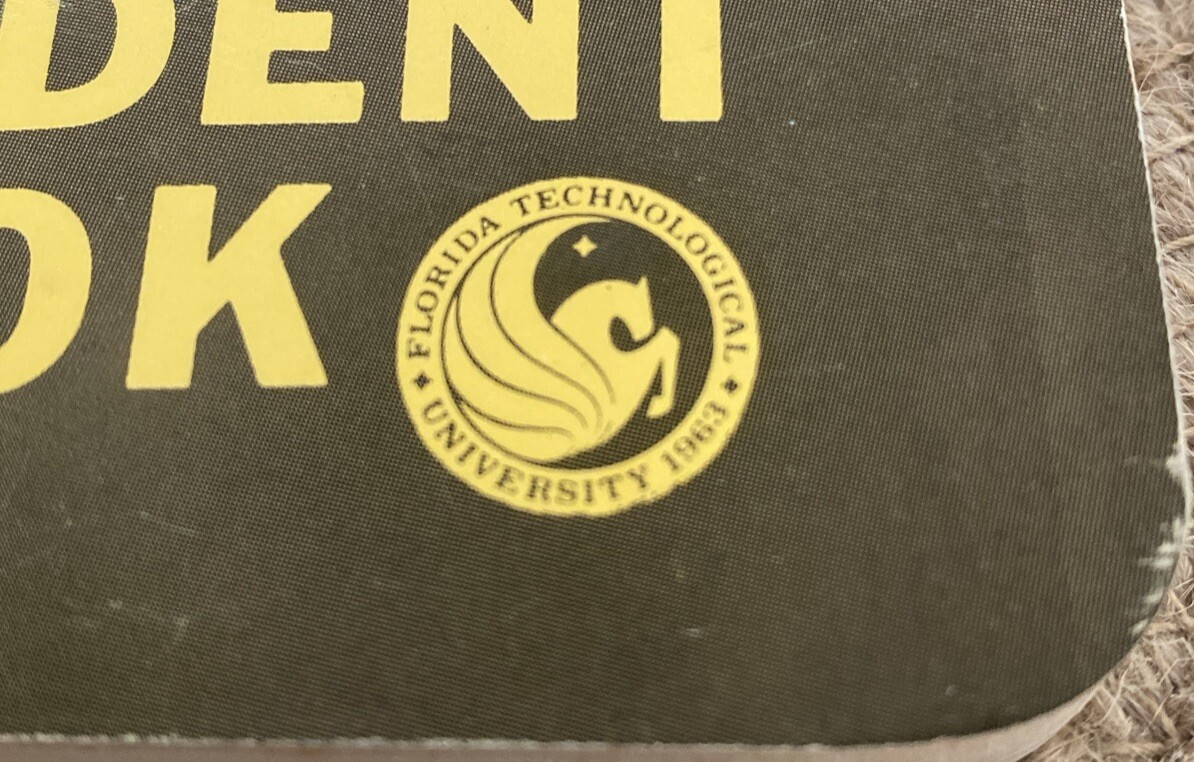 DENT
OK
FLORIDA TECHNOLOGICAL
UNIVERSITY 1963